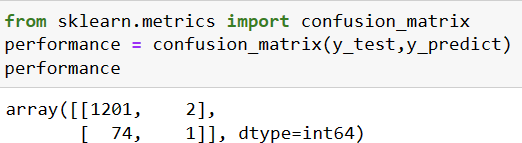 from sklearn.metrics import confusion_matrix
performance = confusion_matrix(y_test,y_predict)
performance
array([[1201,    2],
       [  74,    1]], dtype=int64)